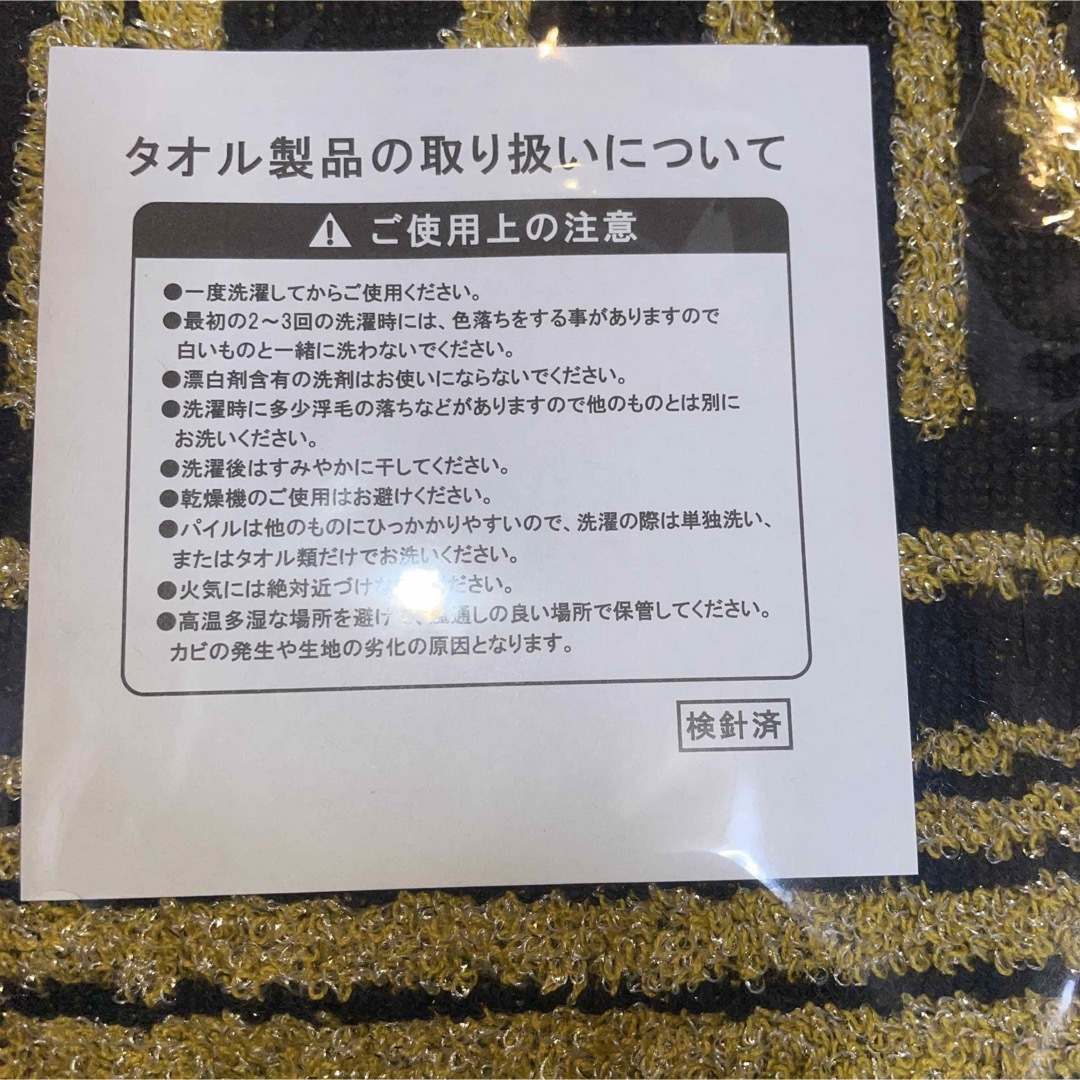 タオル製品の取り扱いについて
ご使用上の注意
●一度洗濯してからご使用ください。
●最初の2〜3回の洗濯時には、色落ちをする事がありますので
白いものと一緒に洗わないでください。
●漂白剤含有の洗剤はお使いにならないでください。
●洗濯時に多少浮毛の落ちなどがありますので他のものとは別に
お洗いください。
●洗濯後はすみやかに干してください。
●乾燥機のご使用はお避けください。
●パイルは他のものにひっかかりやすいので、洗濯の際は単独洗い、
またはタオル類だけでお洗いください。
●火気には絶対近づけな ださい。
●高温多湿な場所を避け 、風通しの良い場所で保管してください。
カビの発生や生地の劣化の原因となります。
検針済